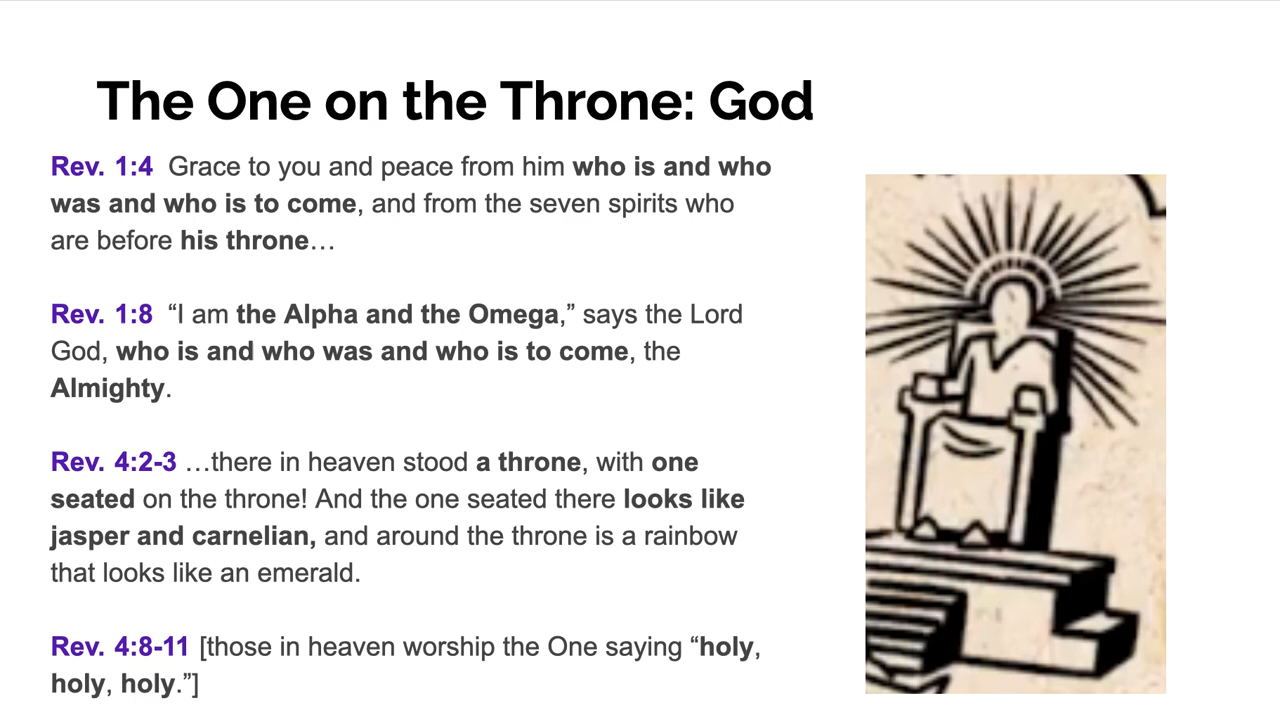 The One on the Throne: God
Rev. 1:4  Grace to you and peace from him who is and who
was and who is to come, and from the seven spirits who
are before his throne…
Rev. 1:8  “I am the Alpha and the Omega,” says the Lord
God, who is and who was and who is to come, the
Almighty.
Rev. 4:2-3 …there in heaven stood a throne, with one
seated on the throne! And the one seated there looks like
jasper and carnelian, and around the throne is a rainbow
that looks like an emerald.
Rev. 4:8-11 [those in heaven worship the One saying “holy,
holy, holy.”]